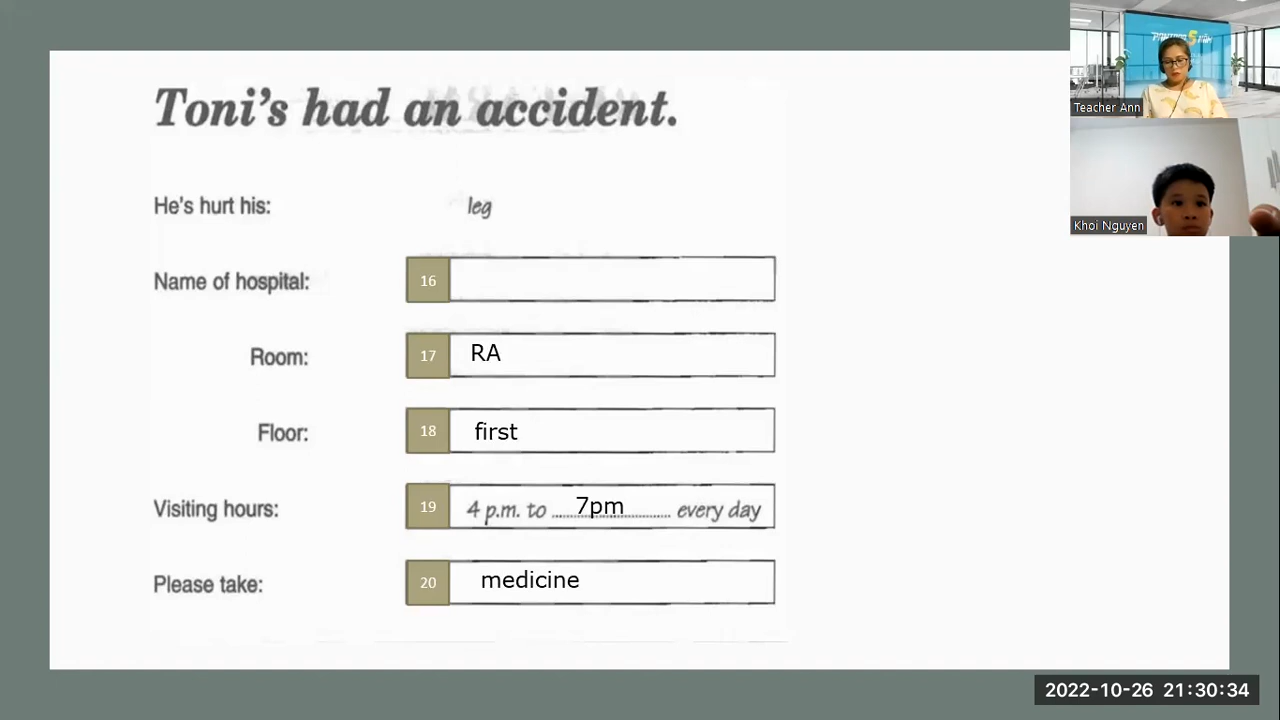 Toni's had an accident.
He's hurt his: leg
Name of hospital: 16
Room: 17 RA
Floor: 18 first
Visiting hours: 19 4 p.m. to 7pm every day
Please take: 20 medicine
Teacher Ann
Khoi Nguyen
2022-10-26 21:30:34